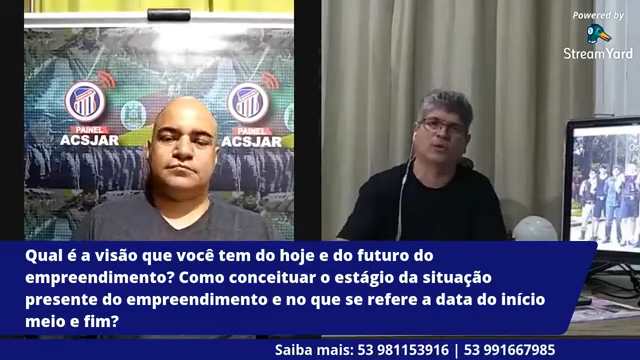 Powered by
StreamYard
PAINEL
ACSJAR
PAINEL
ACSJAR
Qual é a visão que você tem do hoje e do futuro do
empreendimento? Como conceituar o estágio da situação
presente do empreendimento e no que se refere a data do início
meio e fim?
Saiba mais: 53 981153916 | 53 991667985